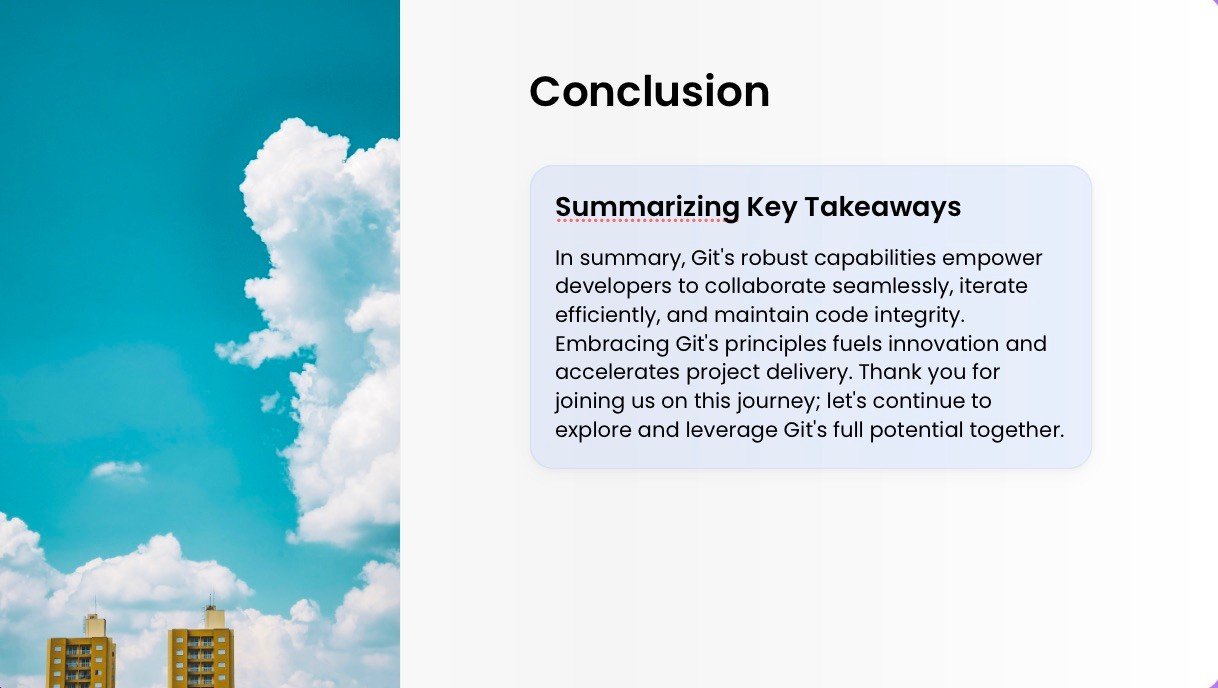 Conclusion
Summarizing Key Takeaways
In summary, Git's robust capabilities empower
developers to collaborate seamlessly, iterate
efficiently, and maintain code integrity.
Embracing Git's principles fuels innovation and
accelerates project delivery. Thank you for
joining us on this journey; let's continue to
explore and leverage Git's full potential together.